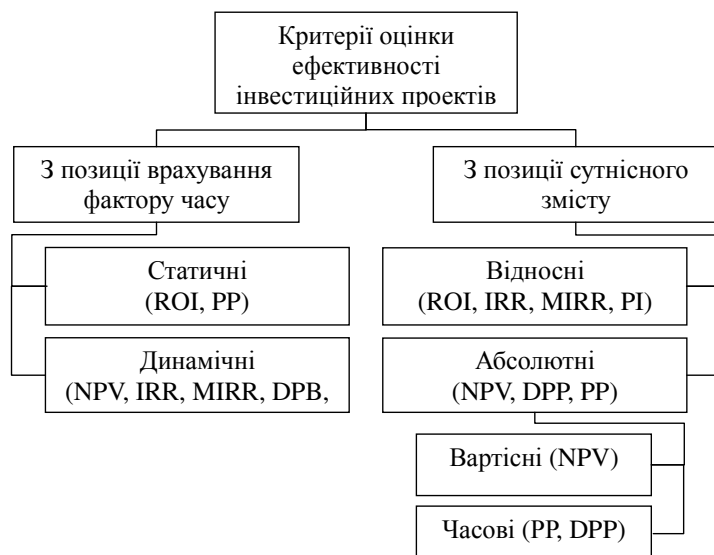 Критерії оцінки
ефективності
інвестиційних проектів
З позиції врахування
фактору часу
З позиції сутнісного
змісту
Статичні
(ROI, PP)
Відносні
(ROI, IRR, MIRR, PI)
Динамічні
(NPV, IRR, MIRR, DPB,
Абсолютні
(NPV, DPP, PP)
Вартісні (NPV)
Часові (PP, DPP)